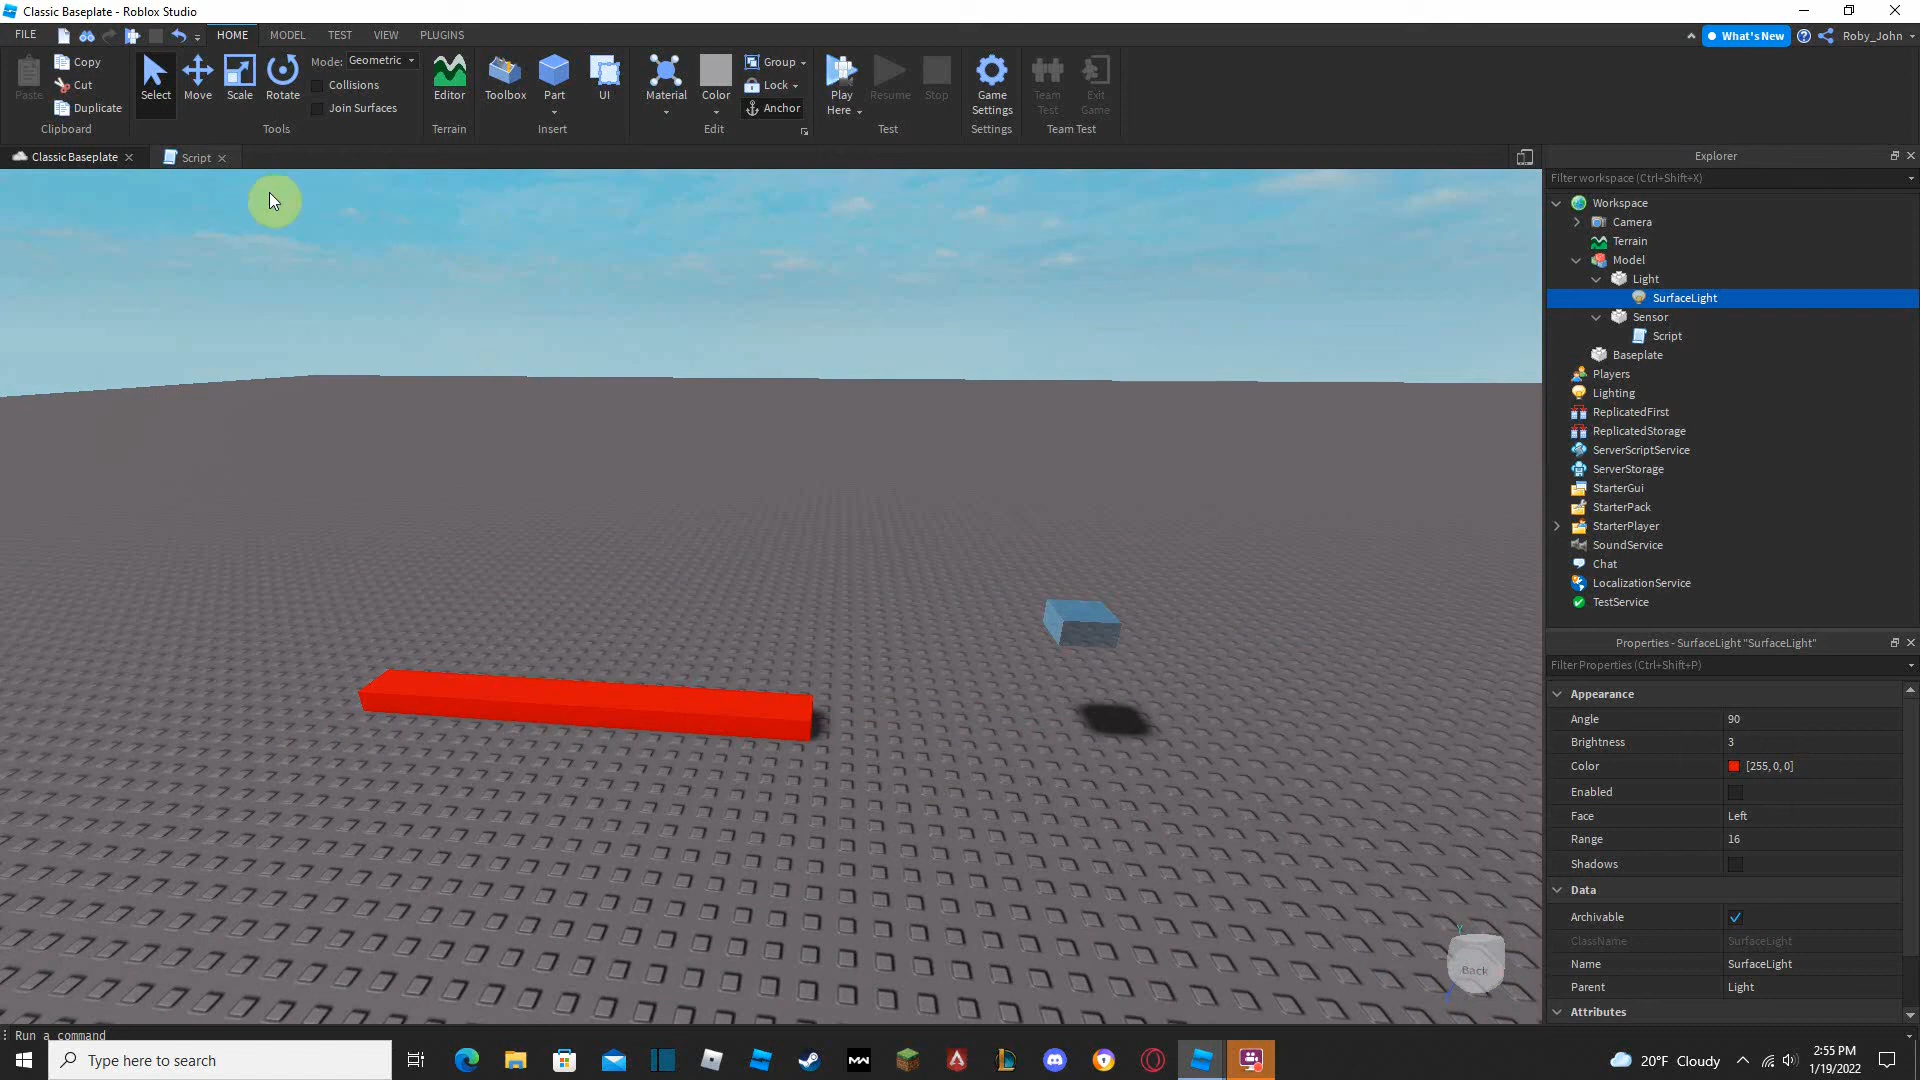 Classic Baseplate - Roblox Studio
FILE HOME MODEL TEST VIEW PLUGINS What's New Roby_John
Paste Copy Cut Duplicate Clipboard
Select Move Scale Rotate Mode: Geometric Collisions Join Surfaces Tools
Editor Terrain
Toolbox Part UI Insert
Material Color Group Lock Anchor Edit
Play Here Resume Stop Test
Game Settings Settings
Team Test Exit Game Team Test
Classic Baseplate Script
Explorer
Filter workspace (Ctrl+Shift+X)
Workspace
Camera
Terrain
Model
Light
SurfaceLight
Sensor
Script
Baseplate
Players
Lighting
ReplicatedFirst
ReplicatedStorage
ServerScriptService
ServerStorage
StarterGui
StarterPack
StarterPlayer
SoundService
Chat
LocalizationService
TestService
Properties - SurfaceLight "SurfaceLight"
Filter Properties (Ctrl+Shift+P)
Appearance
Angle 90
Brightness 3
Color [255, 0, 0]
Enabled
Face Left
Range 16
Shadows
Data
Archivable
ClassName SurfaceLight
Name SurfaceLight
Parent Light
Attributes
Y
Back
Run a command
Type here to search
20°F Cloudy
2:55 PM
1/19/2022